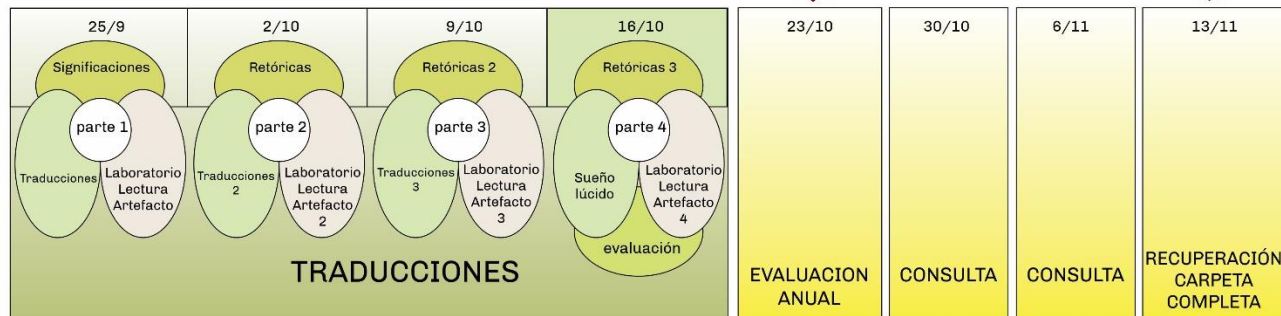 25/9
Significaciones
parte 1
Traducciones
Laboratorio
Lectura
Artefacto
2/10
Retóricas
parte 2
Traducciones
2
Laboratorio
Lectura
Artefacto
2
9/10
Retóricas 2
parte 3
Traducciones
3
Laboratorio
Lectura
Artefacto
3
16/10
Retóricas 3
parte 4
Sueño
lúcido
Laboratorio
Lectura
Artefacto
4
evaluación
TRADUCCIONES
23/10
EVALUACION
ANUAL
30/10
CONSULTA
6/11
CONSULTA
13/11
RECUPERACIÓN
CARPETA
COMPLETA